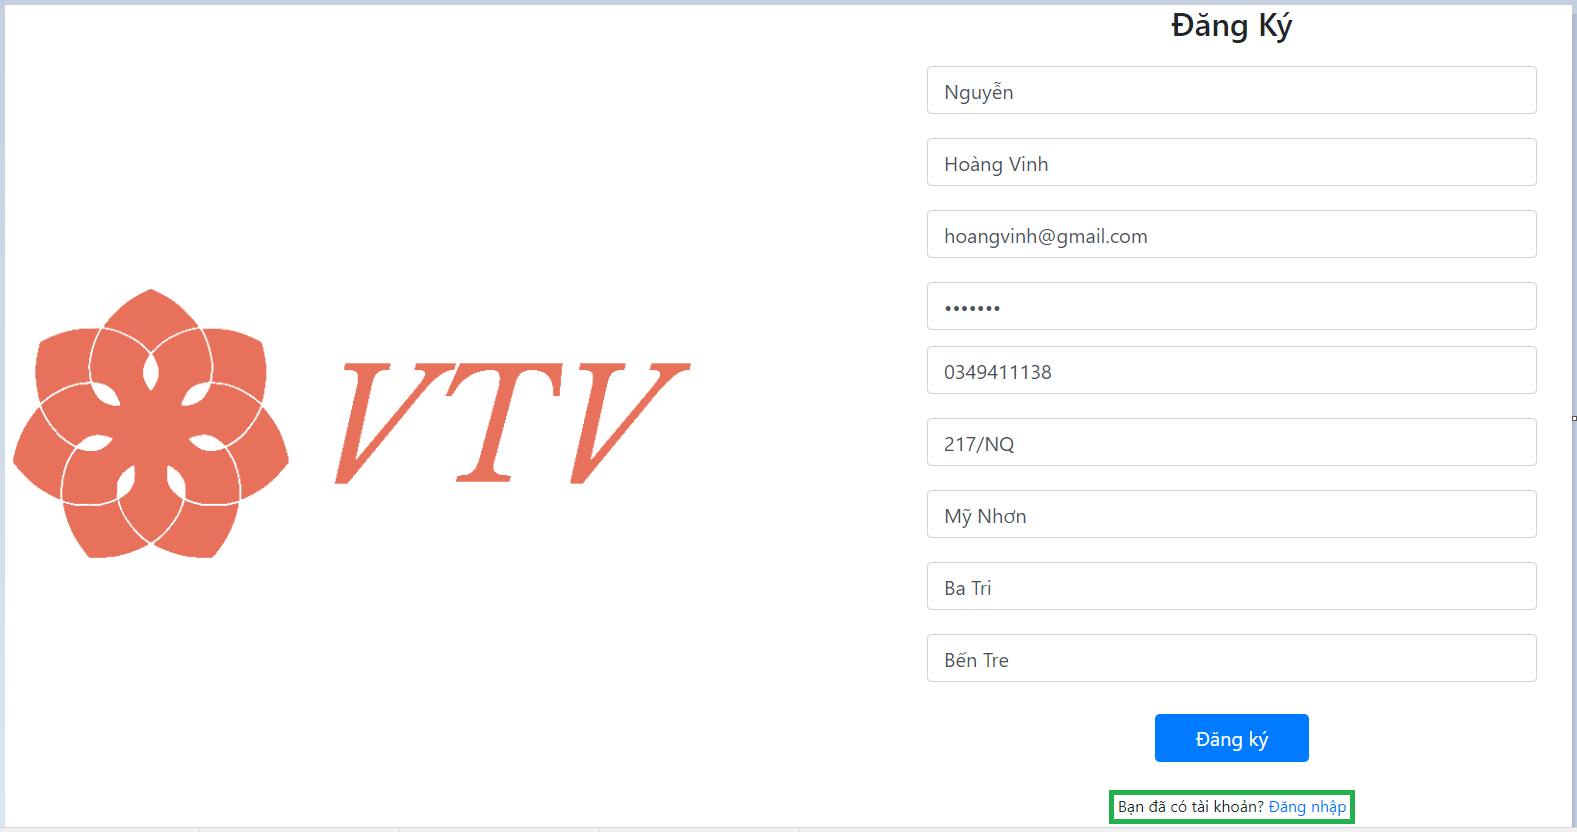 VTV
Đăng Ký
Nguyễn
Hoàng Vinh
hoangvinh@gmail.com
•••••••
0349411138
217/NQ
Mỹ Nhơn
Ba Tri
Bến Tre
Đăng ký
Bạn đã có tài khoản? Đăng nhập